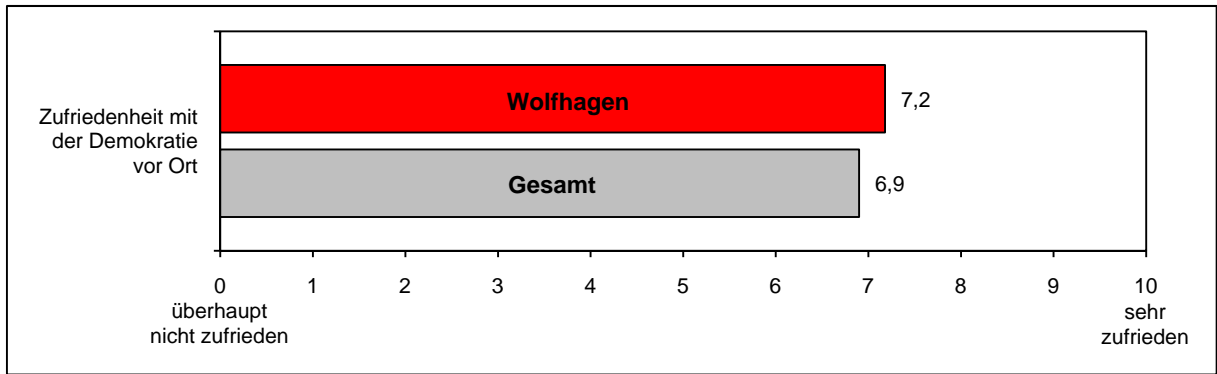 Zufriedenheit mit
der Demokratie
vor Ort
Wolfhagen
7,2
Gesamt
6,9
0 1 2 3 4 5 6 7 8 9 10
überhaupt
nicht zufrieden
sehr
zufrieden